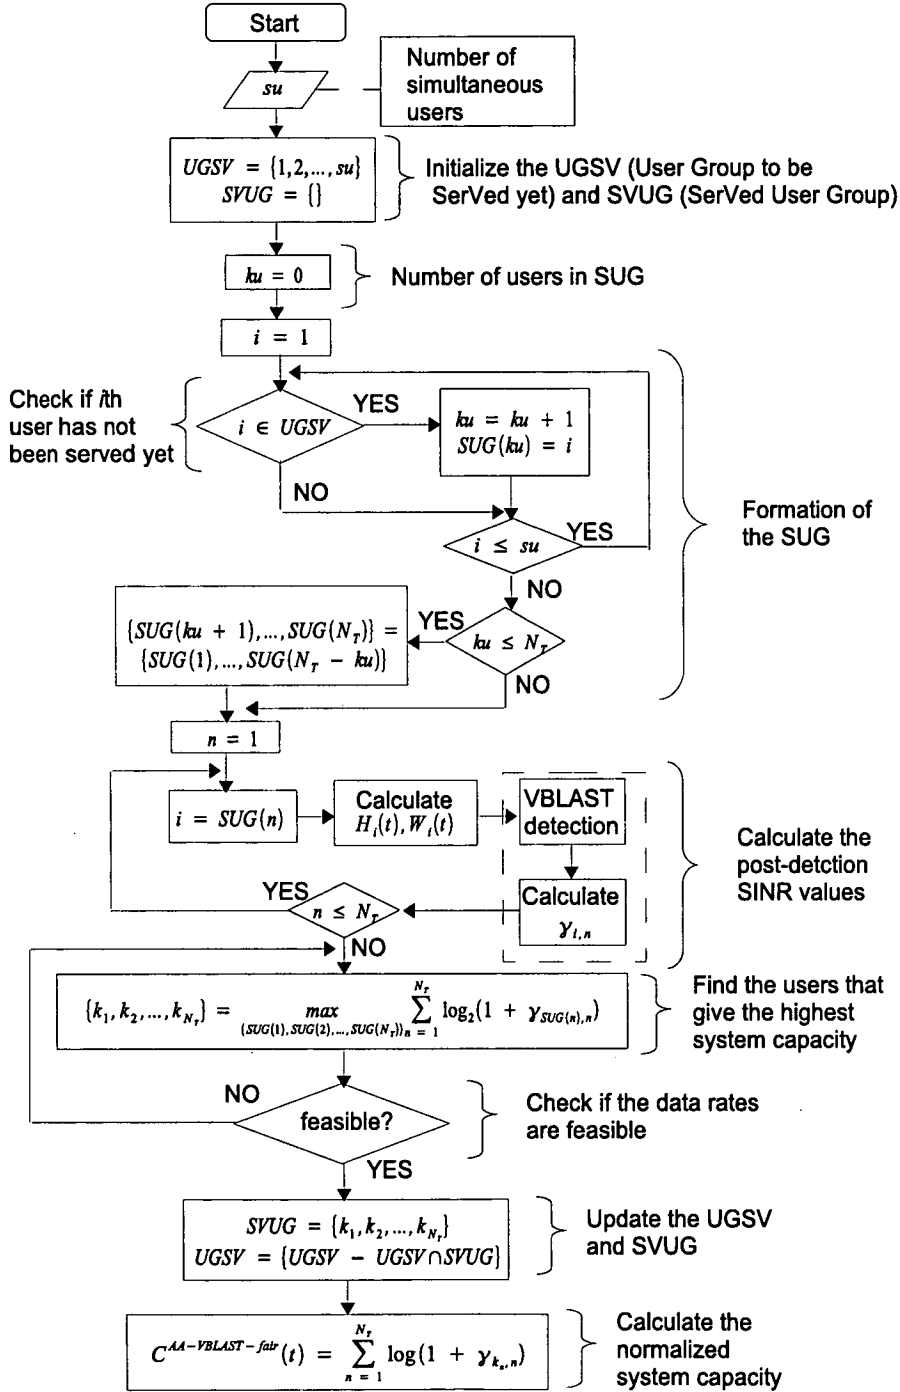 Start
su
Number of
simultaneous
users
UGSV = {1,2,...,su}
SVUG = {}
Initialize the UGSV (User Group to be
SerVed yet) and SVUG (SerVed User Group)
ku = 0
Number of users in SUG
i = 1
Check if ith
user has not
been served yet
i ∈ UGSV
YES
ku = ku + 1
SUG(ku) = i
NO
i ≤ su
YES
Formation of
the SUG
NO
{SUG(ku + 1),...,SUG(N_T)} =
{SUG(1),...,SUG(N_T - ku)}
YES
ku ≤ N_T
NO
n = 1
i = SUG(n)
Calculate
H_i(t),W_i(t)
VBLAST
detection
Calculate the
post-detction
SINR values
YES
n ≤ N_T
Calculate
γ_{i,n}
NO
{k_1,k_2,...,k_{N_T}} = max_{{SUG(1),SUG(2),...,SUG(N_T)}} ∑_{n = 1}^{N_T} log_2(1 + γ_{SUG(n),n})
Find the users that
give the highest
system capacity
NO
feasible?
Check if the data rates
are feasible
YES
SVUG = {k_1,k_2,...,k_{N_T}}
UGSV = {UGSV - UGSV∩SVUG}
Update the UGSV
and SVUG
C^{AA-VBLAST-fair}(t) = ∑_{n = 1}^{N_T} log(1 + γ_{k_n,n})
Calculate the
normalized
system capacity